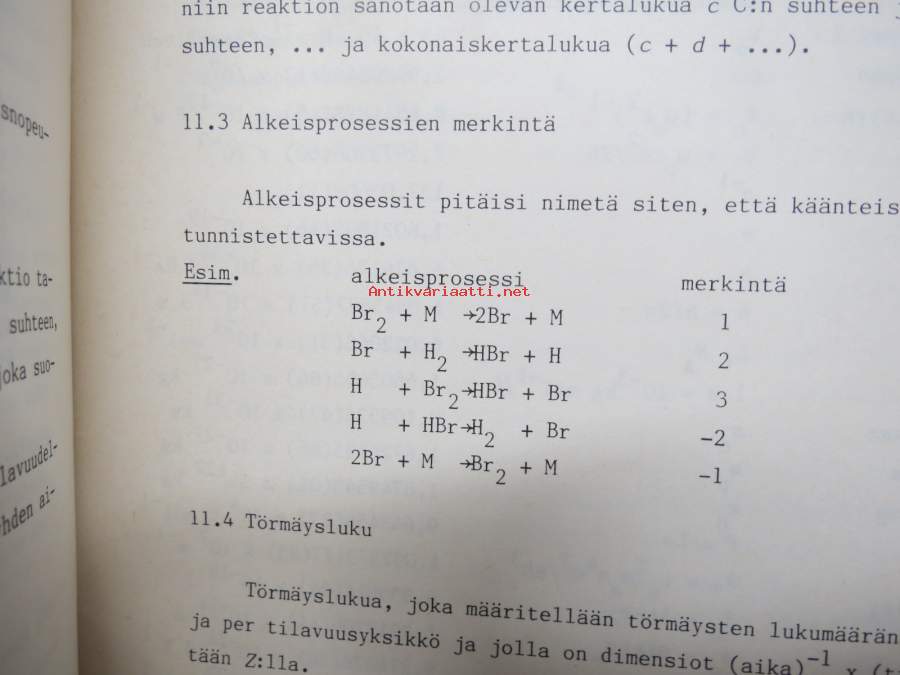 niin reaktion sanotaan olevan kertalukua c C:n suhteen
suhteen, ... ja kokonaiskertalukua (c + d + ...).
11.3 Alkeisprosessien merkintä
Alkeisprosessit pitäisi nimetä siten, että käänteis
tunnistettavissa.
Esim. alkeisprosessi merkintä
Antikvariaatti.net
Br₂ + M →2Br + M 1
Br + H₂ →HBr + H 2
H + Br₂→HBr + Br 3
H + HBr→H₂ + Br -2
2Br + M →Br₂ + M -1
11.4 Törmäysluku
Törmäyslukua, joka määritellään törmäysten lukumäärän
ja per tilavuusyksikkö ja jolla on dimensiot (aika)⁻¹ x
tään Z:lla.
snopeu-
ktio ta-
suhteen,
joka suo-
lavuudel-
hden ai-